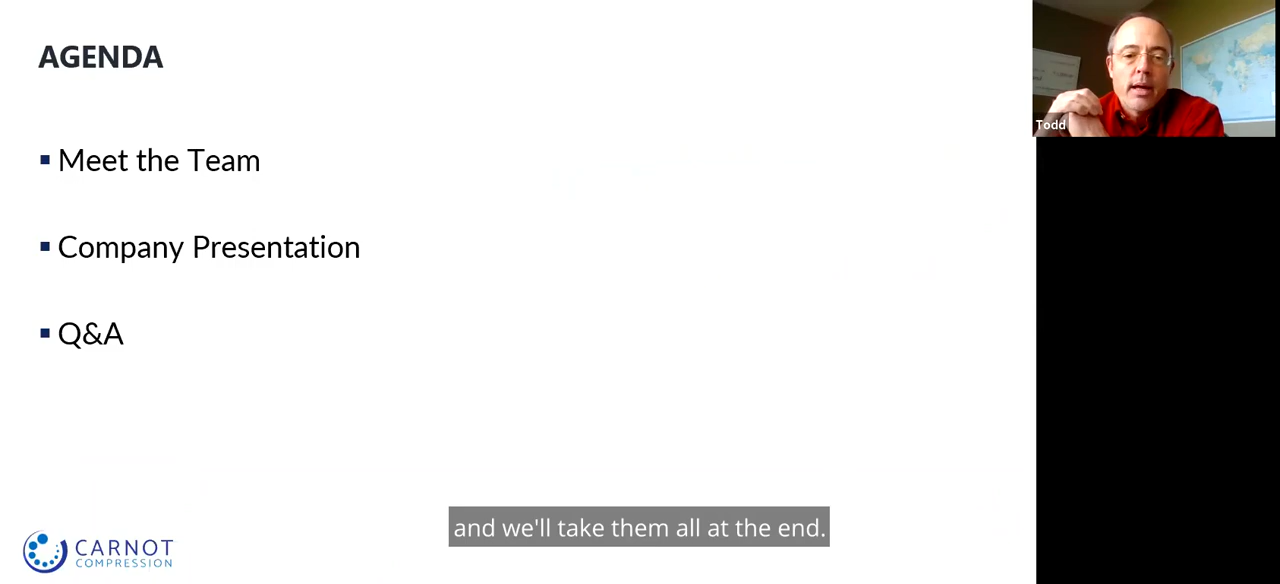 AGENDA
Todd
▪ Meet the Team
▪ Company Presentation
▪ Q&A
and we'll take them all at the end.
CARNOT
COMPRESSION